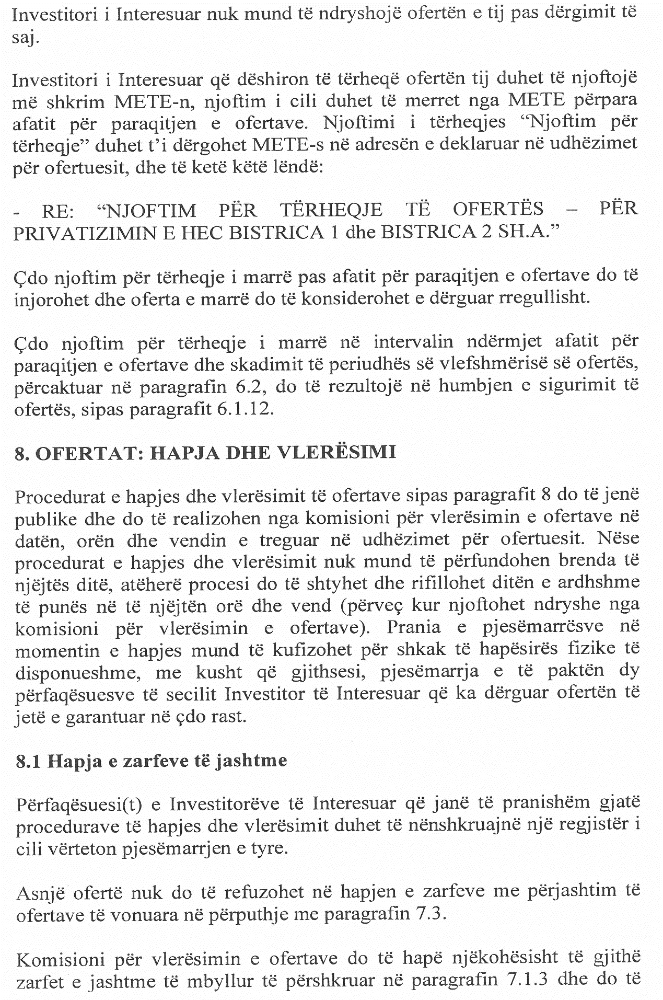 Investitori i Interesuar nuk mund të ndryshojë ofertën e tij pas dërgimit të
saj.
Investitori i Interesuar që dëshiron të tërheqë ofertën tij duhet të njoftojë
më shkrim METE-n, njoftim i cili duhet të merret nga METE përpara
afatit për paraqitjen e ofertave. Njoftimi i tërheqjes “Njoftim për
tërheqje” duhet t’i dërgohet METE-s në adresën e deklaruar në udhëzimet
për ofertuesit, dhe të ketë këtë lëndë:
- RE: “NJOFTIM PËR TËRHEQJE TË OFERTËS – PËR
PRIVATIZIMIN E HEC BISTRICA 1 dhe BISTRICA 2 SH.A.”
Çdo njoftim për tërheqje i marrë pas afatit për paraqitjen e ofertave do të
injorohet dhe oferta e marrë do të konsiderohet e dërguar rregullisht.
Çdo njoftim për tërheqje i marrë në intervalin ndërmjet afatit për
paraqitjen e ofertave dhe skadimit të periudhës së vlefshmërisë së ofertës,
përcaktuar në paragrafin 6.2, do të rezultojë në humbjen e sigurimit të
ofertës, sipas paragrafit 6.1.12.
8. OFERTAT: HAPJA DHE VLERËSIMI
Procedurat e hapjes dhe vlerësimit të ofertave sipas paragrafit 8 do të jenë
publike dhe do të realizohen nga komisioni për vlerësimin e ofertave në
datën, orën dhe vendin e treguar në udhëzimet për ofertuesit. Nëse
procedurat e hapjes dhe vlerësimit nuk mund të përfundohen brenda të
njëjtës ditë, atëherë procesi do të shtyhet dhe rifillohet ditën e ardhshme
të punës në të njëjtën orë dhe vend (përveç kur njoftohet ndryshe nga
komisioni për vlerësimin e ofertave). Prania e pjesëmarrësve në
momentin e hapjes mund të kufizohet për shkak të hapësirës fizike të
disponueshme, me kusht që gjithsesi, pjesëmarrja e të paktën dy
përfaqësuesve të secilit Investitor të Interesuar që ka dërguar ofertën të
jetë e garantuar në çdo rast.
8.1 Hapja e zarfeve të jashtme
Përfaqësuesi(t) e Investitorëve të Interesuar që janë të pranishëm gjatë
procedurave të hapjes dhe vlerësimit duhet të nënshkruajnë një regjistër i
cili vërteton pjesëmarrjen e tyre.
Asnjë ofertë nuk do të refuzohet në hapjen e zarfeve me përjashtim të
ofertave të vonuara në përputhje me paragrafin 7.3.
Komisioni për vlerësimin e ofertave do të hapë njëkohësisht të gjithë
zarfet e jashtme të mbyllur të përshkruar në paragrafin 7.1.3 dhe do të